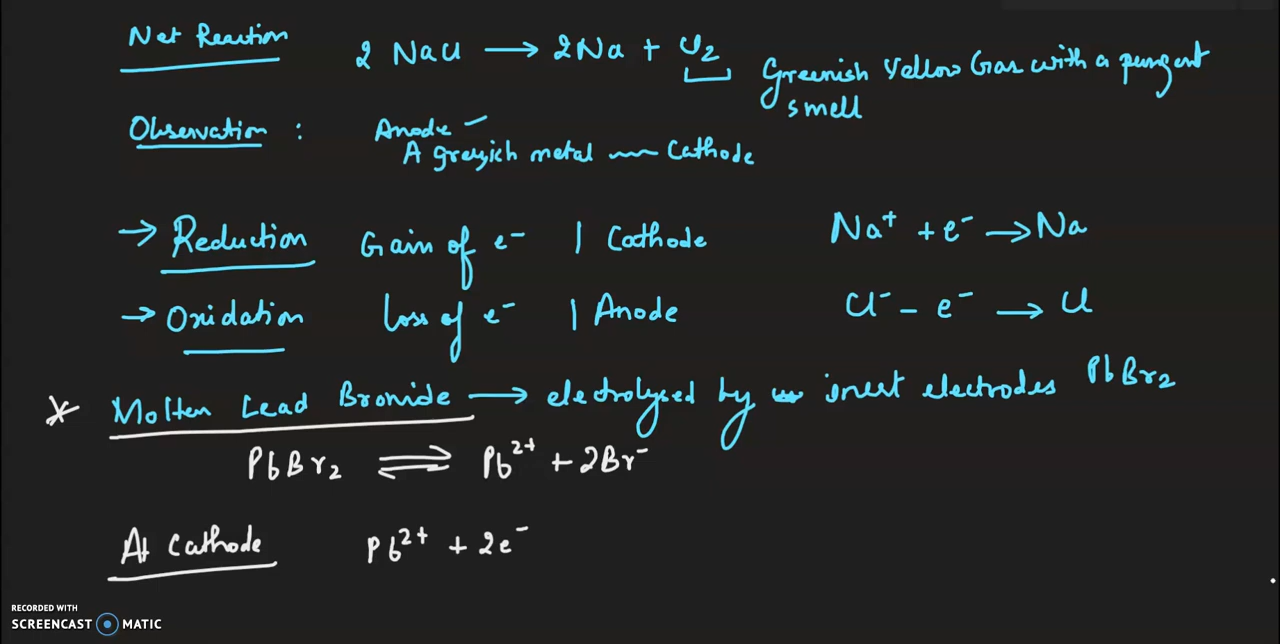 Net Reaction 2 NaCl → 2Na + Cl₂ Greenish Yellow Gas with a pungent
smell
Observation : Anode –
A greyish metal — Cathode
→ Reduction Gain of e⁻ | Cathode Na⁺ + e⁻ → Na
→ Oxidation loss of e⁻ | Anode Cl⁻ – e⁻ → Cl
* Molten Lead Bromide → electrolysed by inert electrodes PbBr₂
PbBr₂ ⇌ Pb²⁺ + 2Br⁻
At Cathode Pb²⁺ + 2e⁻
RECORDED WITH
SCREENCAST MATIC